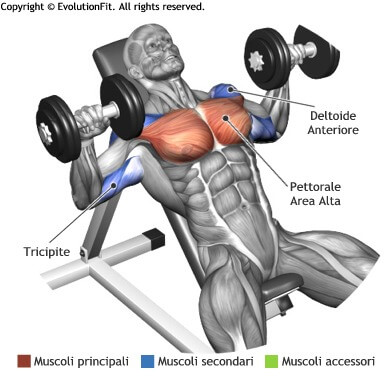 Copyright © EvolutionFit. All rights reserved.
Deltoide
Anteriore
Pettorale
Area Alta
Tricipite
Muscoli principali
Muscoli secondari
Muscoli accessori